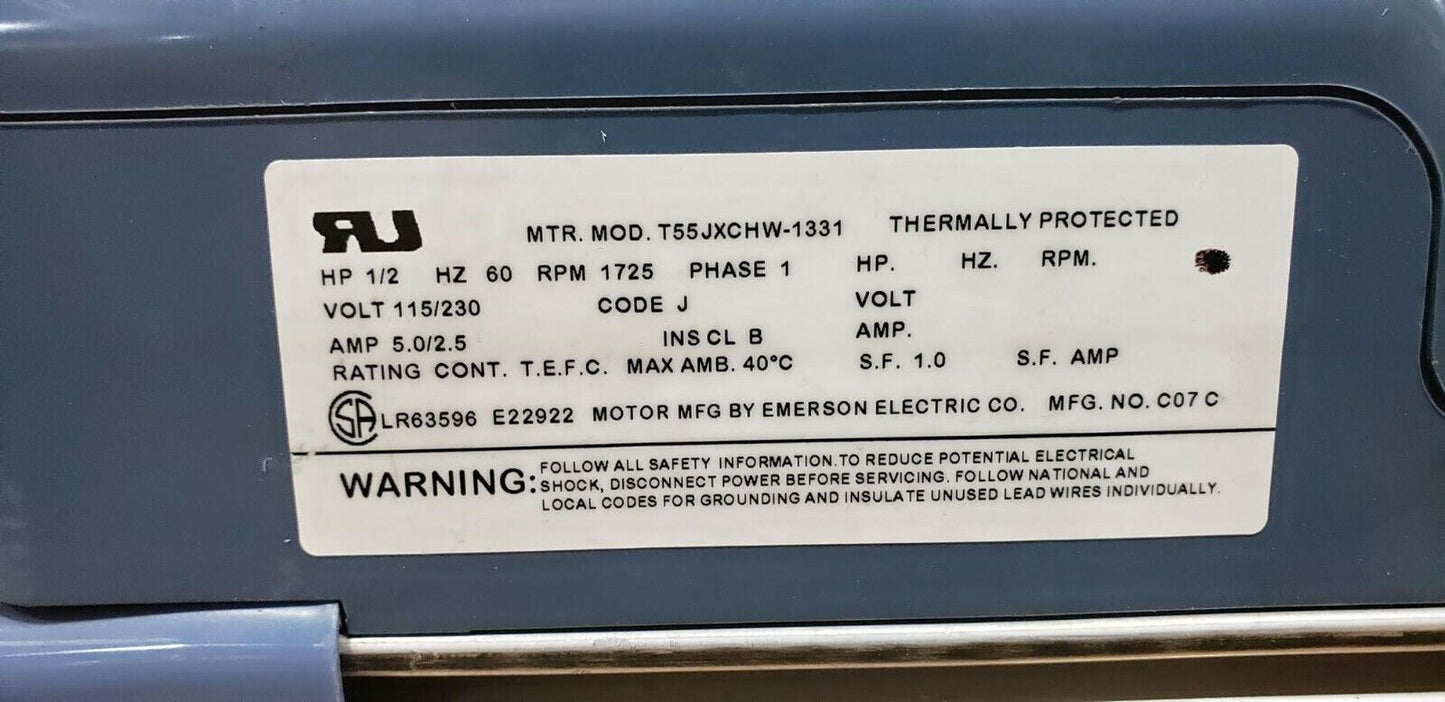 RU
MTR. MOD. T55JXCHW-1331 THERMALLY PROTECTED
HP 1/2 HZ 60 RPM 1725 PHASE 1 HP. HZ. RPM.
VOLT 115/230 CODE J VOLT
AMP 5.0/2.5 INS CL B AMP.
RATING CONT. T.E.F.C. MAX AMB. 40°C S.F. 1.0 S.F. AMP
SA LR63596 E22922 MOTOR MFG BY EMERSON ELECTRIC CO. MFG. NO. C07 C
WARNING: FOLLOW ALL SAFETY INFORMATION.TO REDUCE POTENTIAL ELECTRICAL
SHOCK, DISCONNECT POWER BEFORE SERVICING. FOLLOW NATIONAL AND
LOCAL CODES FOR GROUNDING AND INSULATE UNUSED LEAD WIRES INDIVIDUALLY.